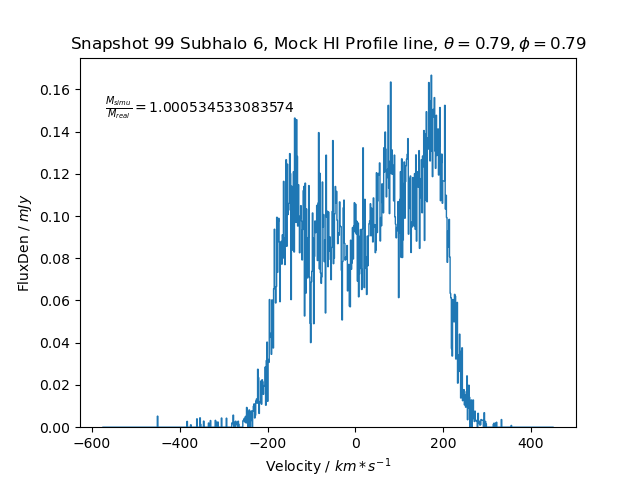 Snapshot 99 Subhalo 6, Mock HI Profile line, θ = 0.79, ϕ = 0.79
0.16
M_simu/M_real = 1.000534533083574
0.14
0.12
0.10
0.08
0.06
0.04
0.02
0.00
FluxDen / mJy
−600 −400 −200 0 200 400
Velocity / km * s⁻¹